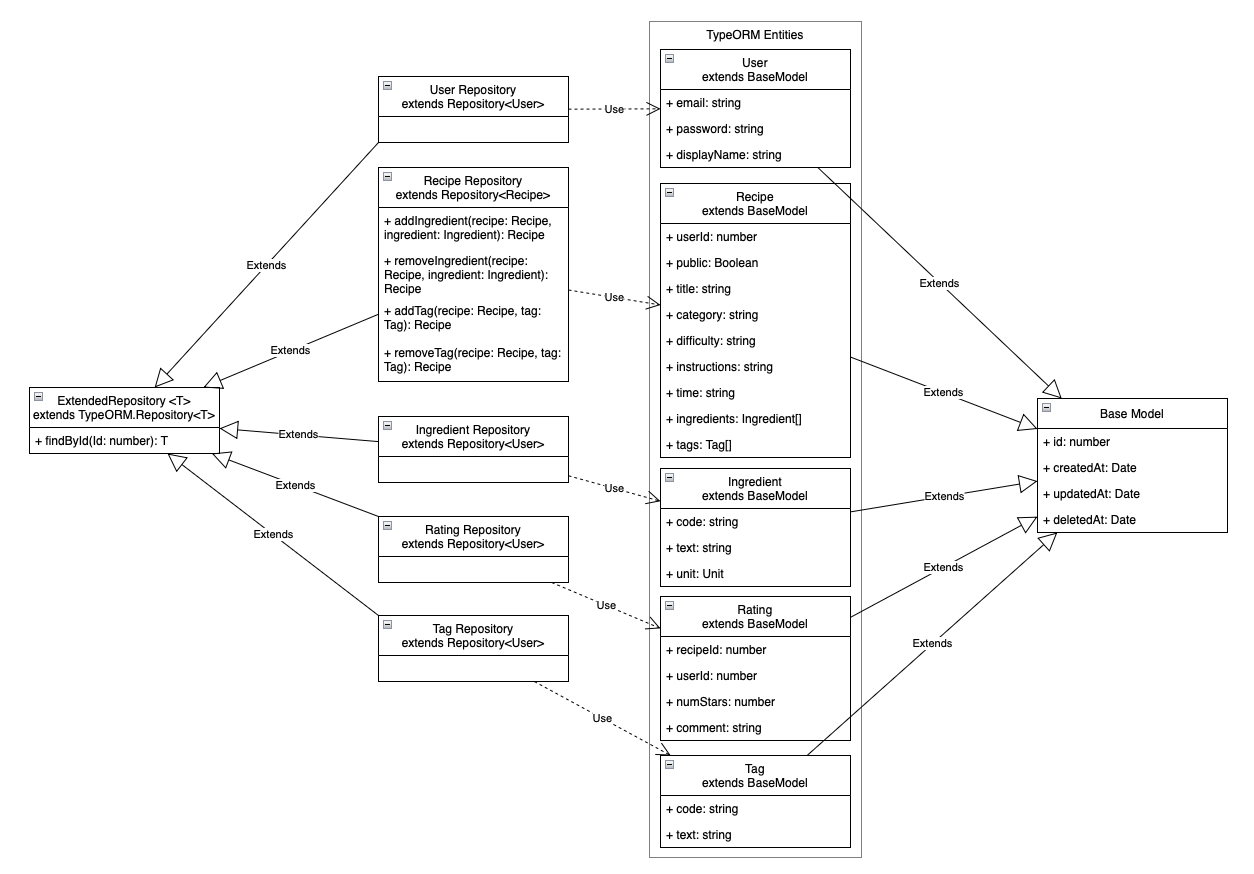 TypeORM Entities
User
extends BaseModel
+ email: string
+ password: string
+ displayName: string
User Repository
extends Repository<User>
Use
Recipe Repository
extends Repository<Recipe>
+ addIngredient(recipe: Recipe,
ingredient: Ingredient): Recipe
+ removeIngredient(recipe:
Recipe, ingredient: Ingredient):
Recipe
+ addTag(recipe: Recipe, tag:
Tag): Recipe
+ removeTag(recipe: Recipe, tag:
Tag): Recipe
Use
Recipe
extends BaseModel
+ userId: number
+ public: Boolean
+ title: string
+ category: string
+ difficulty: string
+ instructions: string
+ time: string
+ ingredients: Ingredient[]
+ tags: Tag[]
Extends
Extends
Extends
Extends
ExtendedRepository <T>
extends TypeORM.Repository<T>
+ findById(Id: number): T
Extends
Extends
Extends
Ingredient Repository
extends Repository<User>
Use
Ingredient
extends BaseModel
+ code: string
+ text: string
+ unit: Unit
Extends
Base Model
+ id: number
+ createdAt: Date
+ updatedAt: Date
+ deletedAt: Date
Rating Repository
extends Repository<User>
Use
Rating
extends BaseModel
+ recipeId: number
+ userId: number
+ numStars: number
+ comment: string
Extends
Extends
Tag Repository
extends Repository<User>
Use
Tag
extends BaseModel
+ code: string
+ text: string